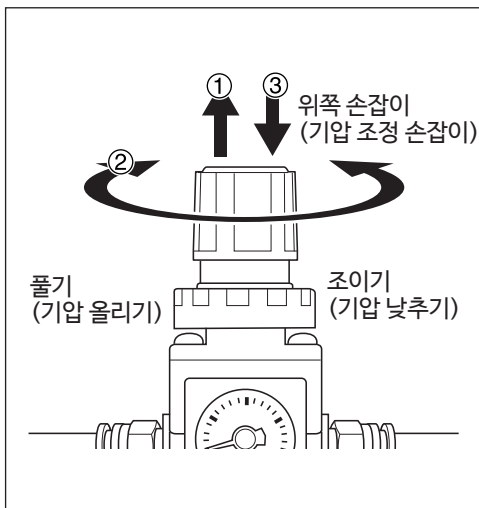 ① ③
위쪽 손잡이
(기압 조정 손잡이)
②
풀기
(기압 올리기)
조이기
(기압 낮추기)